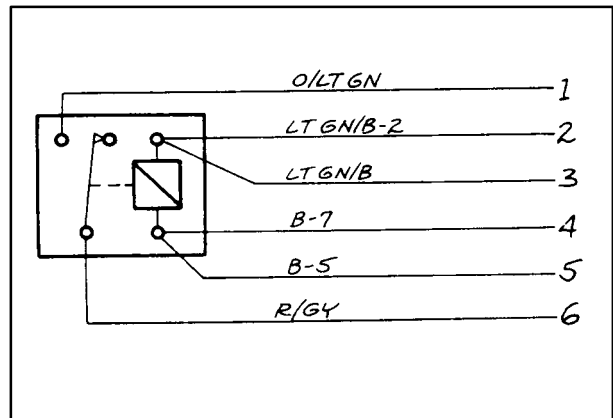 O/LT GN 1
LT GN/B-2 2
LT GN/B 3
B-7 4
B-5 5
R/GY 6